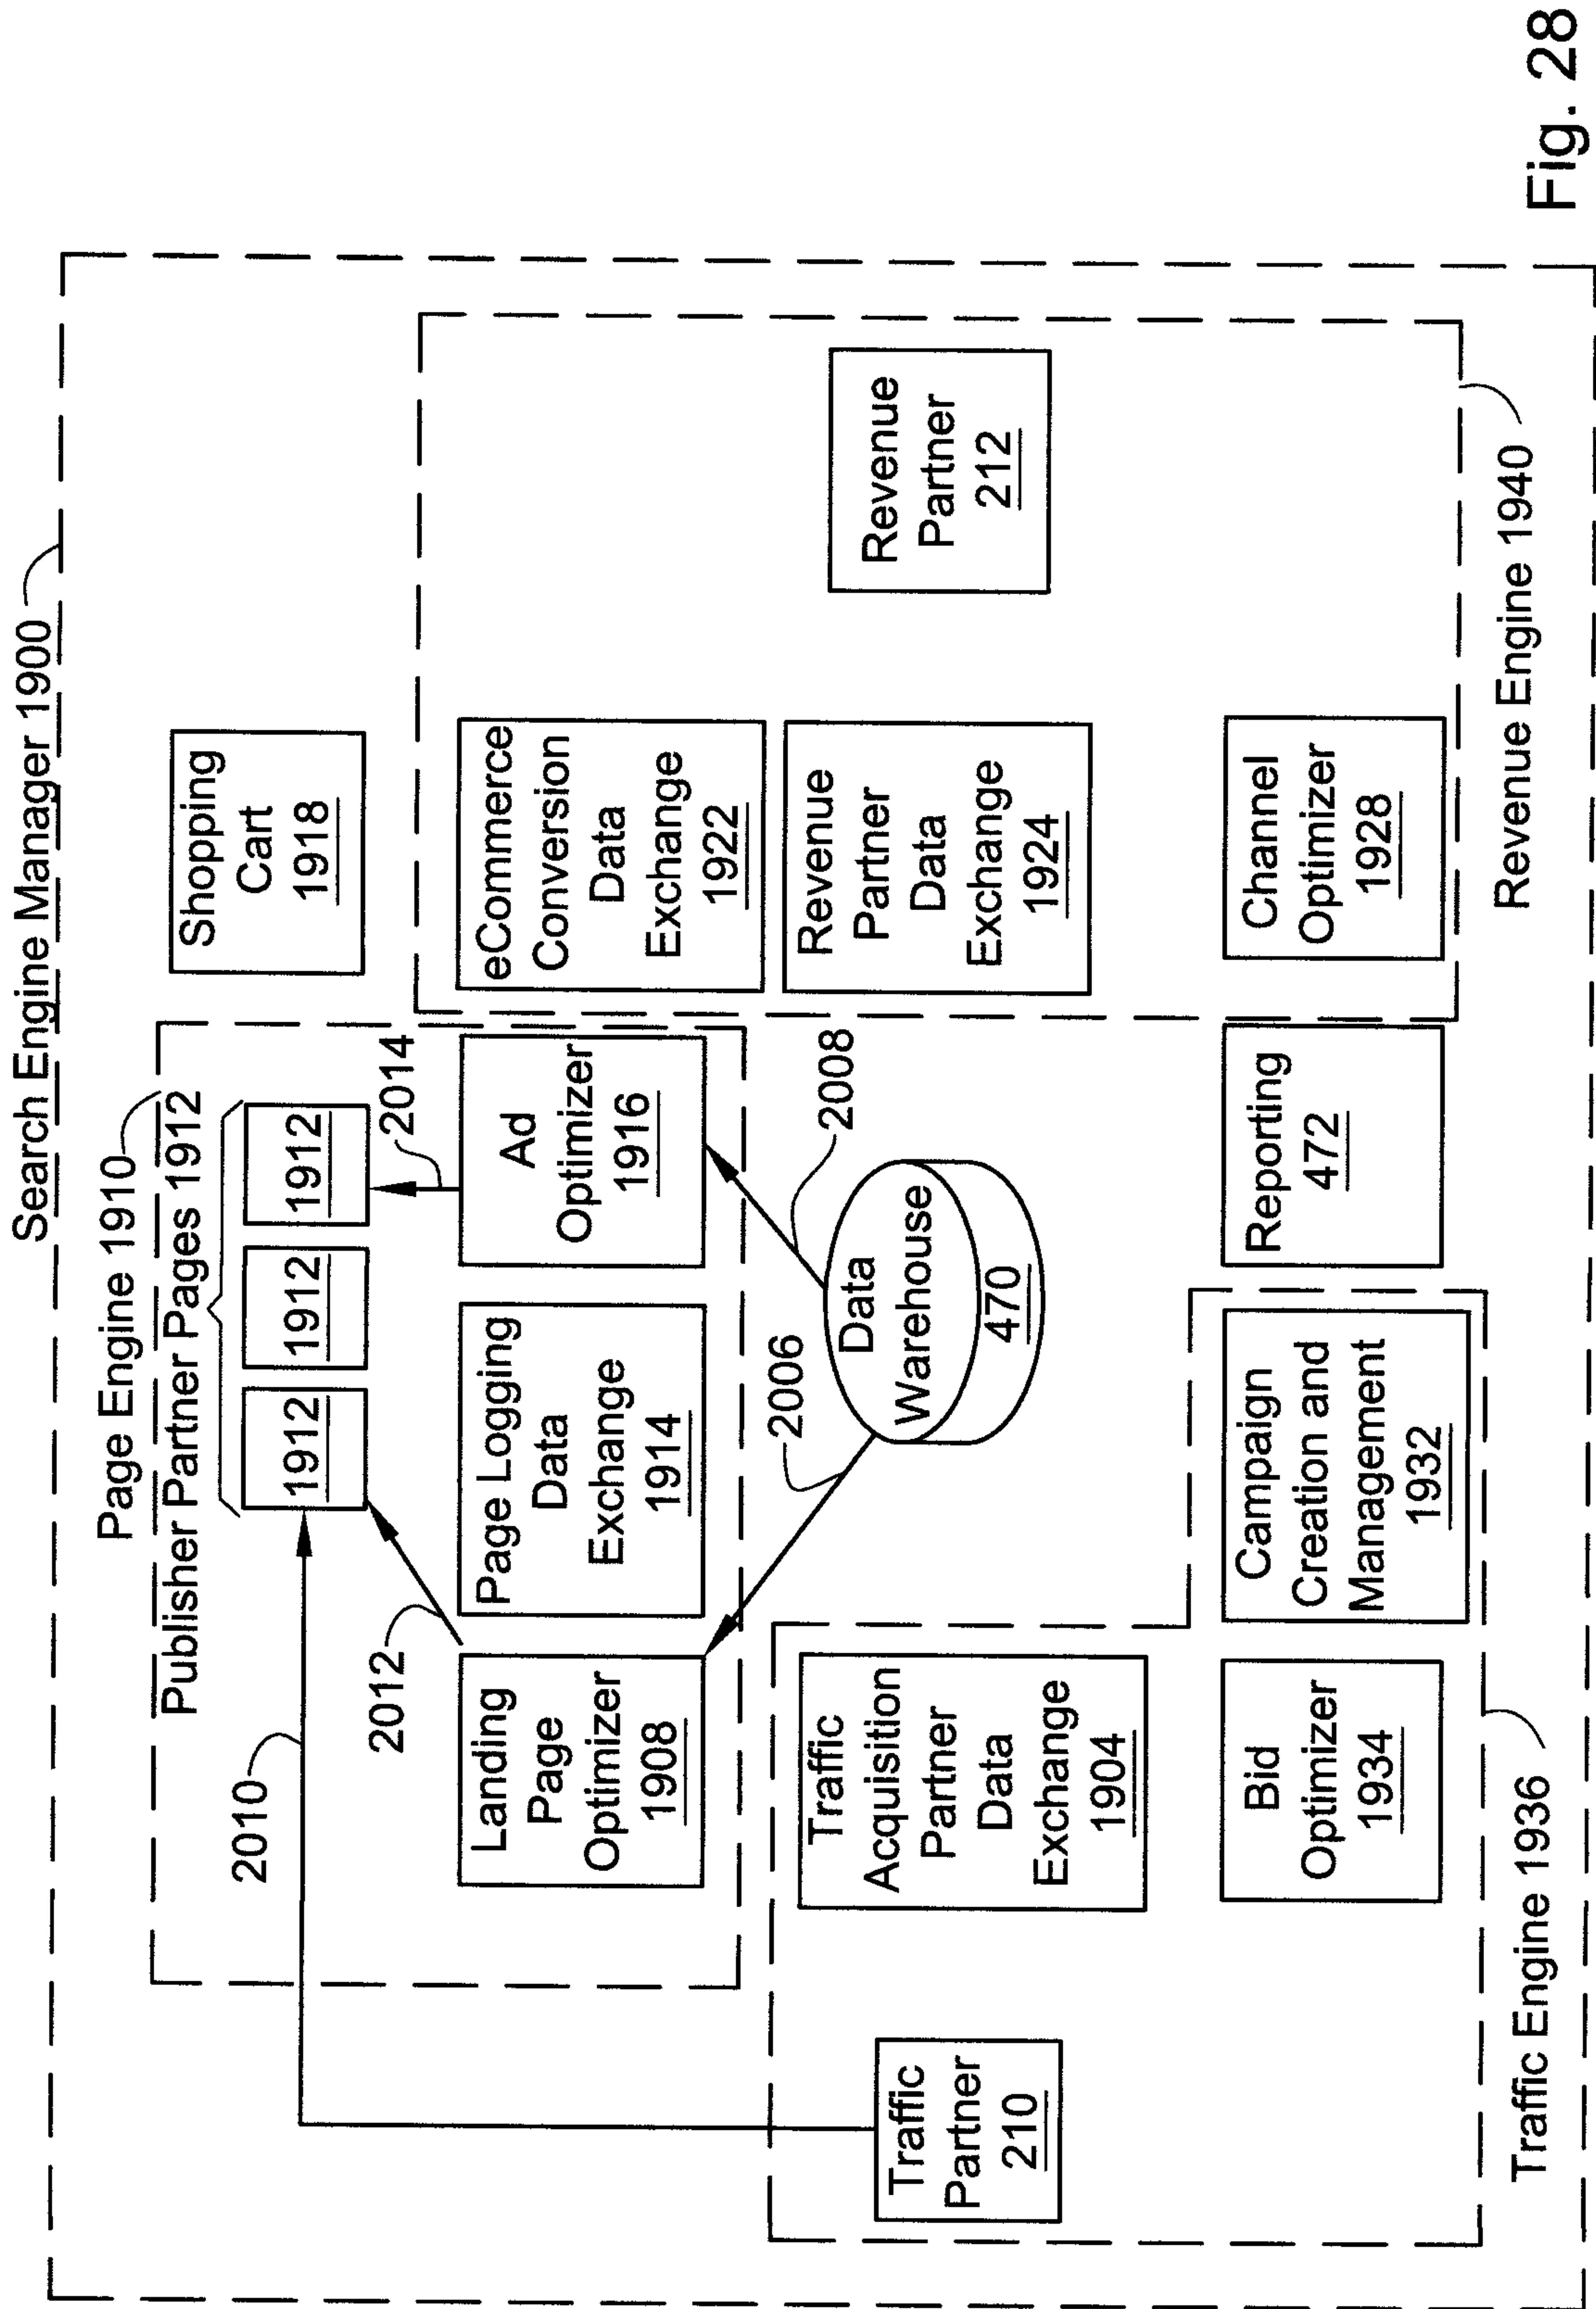 Search Engine Manager 1900
Page Engine 1910
Publisher Partner Pages 1912
1912
1912
1912
2010
2012
2014
Shopping
Cart
1918
Landing
Page
Optimizer
1908
Page Logging
Data
Exchange
1914
Ad
Optimizer
1916
eCommerce
Conversion
Data
Exchange
1922
2006
2008
Traffic
Partner
210
Traffic
Acquisition
Partner
Data
Exchange
1904
Data
Warehouse
470
Revenue
Partner
Data
Exchange
1924
Revenue
Partner
212
Bid
Optimizer
1934
Campaign
Creation and
Management
1932
Reporting
472
Channel
Optimizer
1928
Traffic Engine 1936
Revenue Engine 1940
Fig. 28